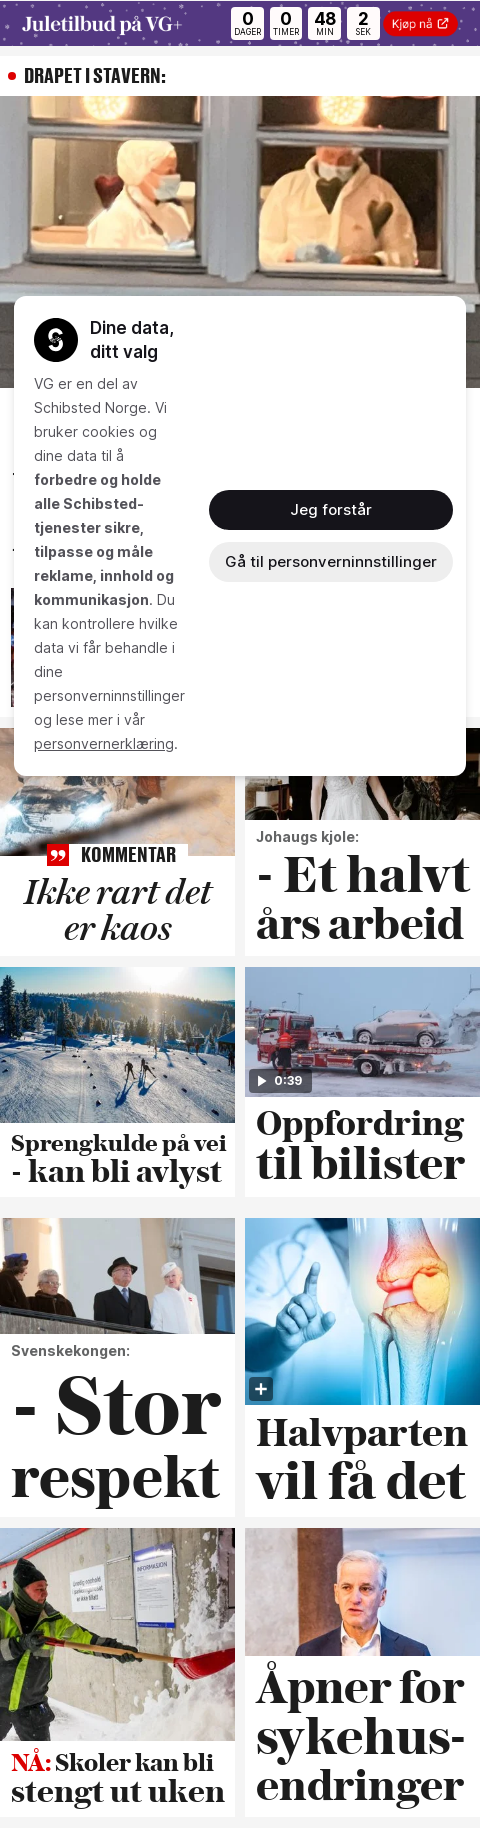 Juletilbud på VG+
0 0 48 2
DAGER TIMER MIN SEK
Kjøp nå
DRAPET I STAVERN:
Dine data,
ditt valg
VG er en del av
Schibsted Norge. Vi
bruker cookies og
dine data til å
forbedre og holde
alle Schibsted-
tjenester sikre,
tilpasse og måle
reklame, innhold og
kommunikasjon. Du
kan kontrollere hvilke
data vi får behandle i
dine
personverninnstillinger
og lese mer i vår
personvernerklæring.
Jeg forstår
Gå til personverninnstillinger
KOMMENTAR
Ikke rart det
er kaos
Johaugs kjole:
- Et halvt
års arbeid
Sprengkulde på vei
- kan bli avlyst
0:39
Oppfordring
til bilister
Svenskekongen:
- Stor
respekt
Halvparten
vil få det
INFORMASJON
NÅ: Skoler kan bli
stengt ut uken
Åpner for
sykehus-
endringer